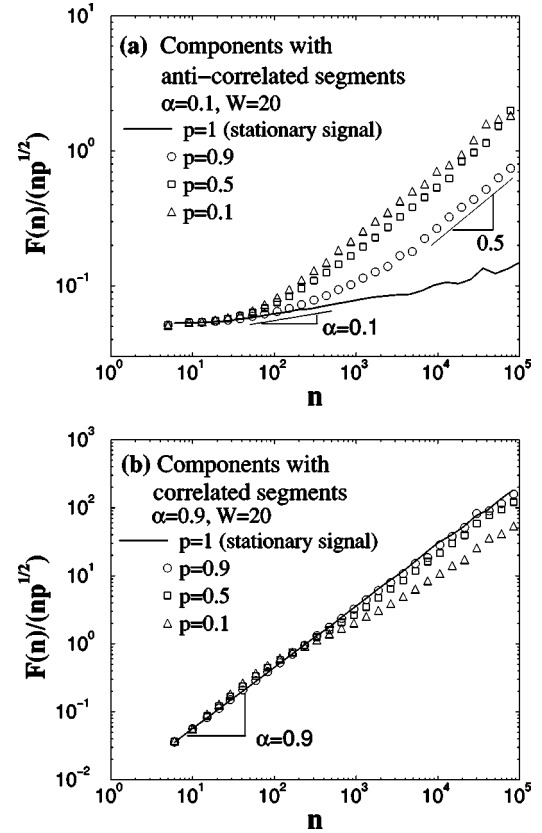 (a) Components with
anti-correlated segments
α=0.1, W=20
p=1 (stationary signal)
p=0.9
p=0.5
p=0.1
F(n)/(np^{1/2})
10^1
10^0
10^{-1}
0.5
α=0.1
10^0 10^1 10^2 10^3 10^4 10^5
n
(b) Components with
correlated segments
α=0.9, W=20
p=1 (stationary signal)
p=0.9
p=0.5
p=0.1
F(n)/(np^{1/2})
10^3
10^2
10^1
10^0
10^{-1}
10^{-2}
α=0.9
10^0 10^1 10^2 10^3 10^4 10^5
n